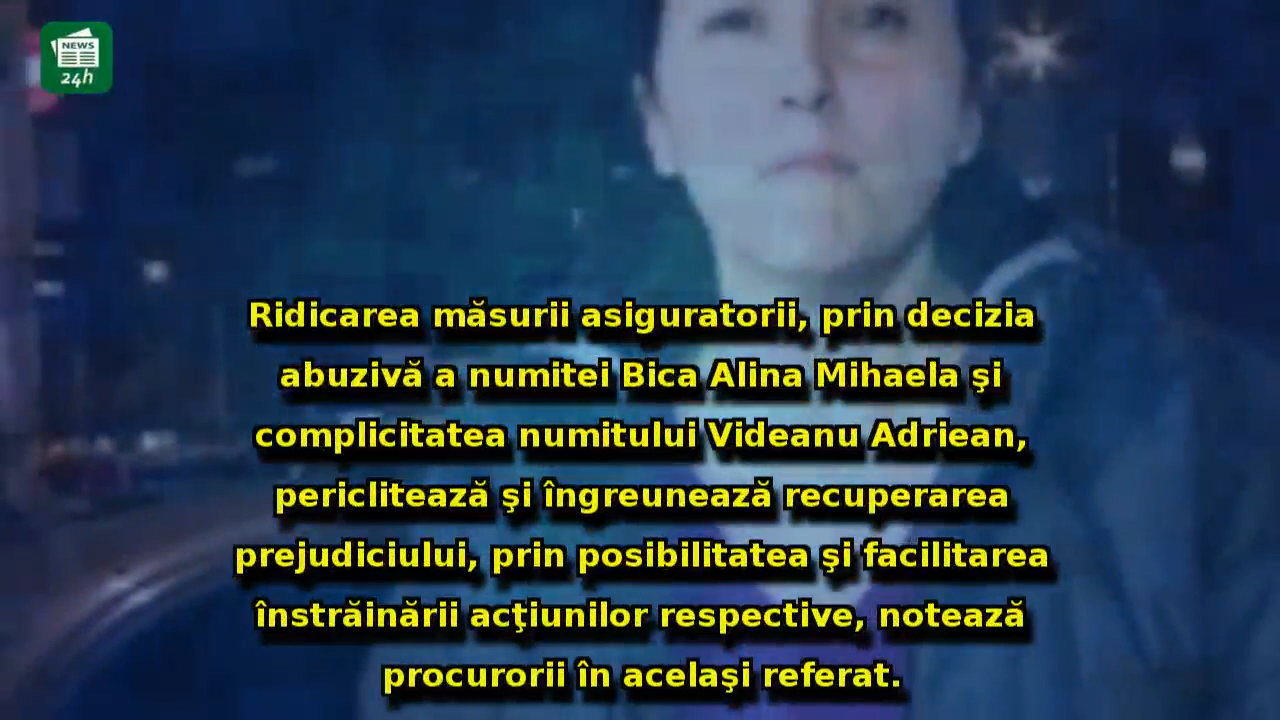 NEWS
24h
Ridicarea măsurii asiguratorii, prin decizia
abuzivă a numitei Bica Alina Mihaela şi
complicitatea numitului Videanu Adriean,
periclitează şi îngreunează recuperarea
prejudiciului, prin posibilitatea şi facilitarea
înstrăinării acţiunilor respective, notează
procurorii în acelaşi referat.